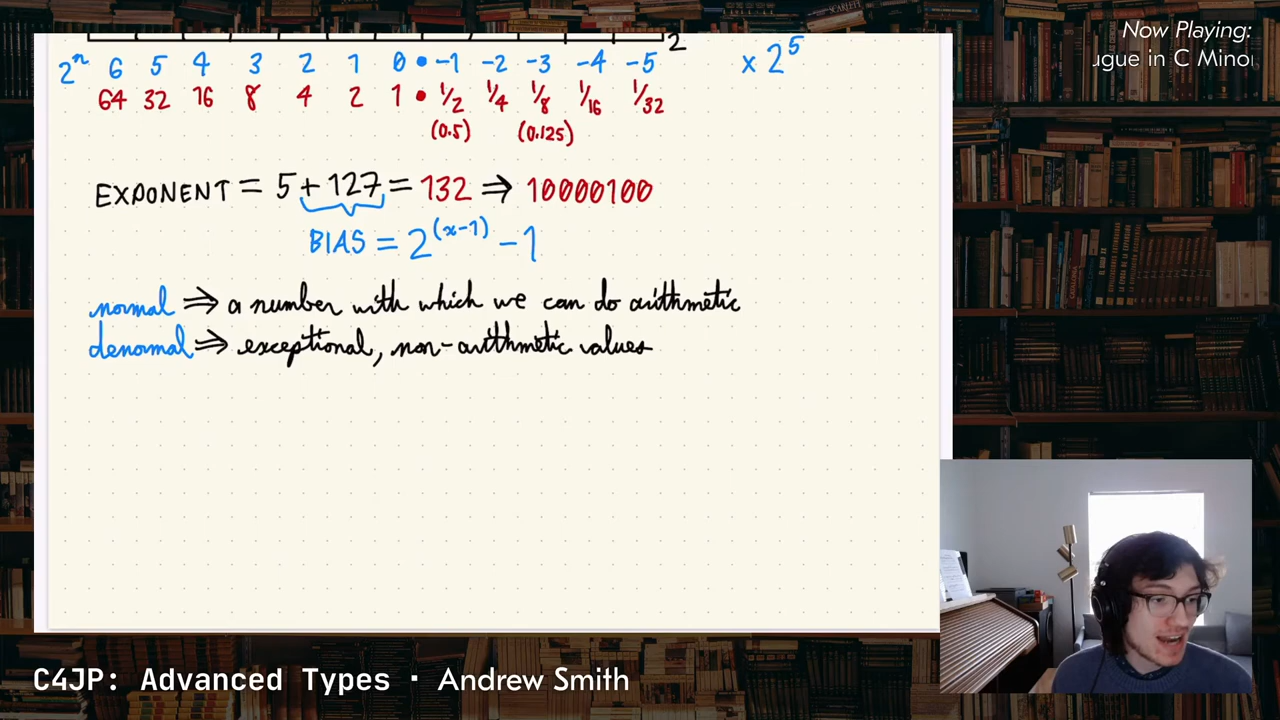 Now Playing:
ugue in C Minor
2
2ⁿ 6 5 4 3 2 1 0 • -1 -2 -3 -4 -5 x 2⁵
64 32 16 8 4 2 1 • 1/2 1/4 1/8 1/16 1/32
(0.5) (0.125)
EXPONENT = 5 + 127 = 132 ⇒ 10000100
BIAS = 2^(x-1) - 1
normal ⇒ a number with which we can do arithmetic
denormal ⇒ exceptional, non-arithmetic values
C4JP: Advanced Types ▪ Andrew Smith